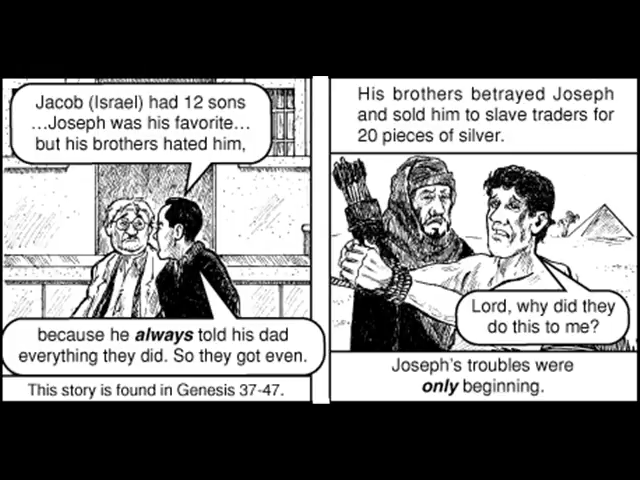 Jacob (Israel) had 12 sons
...Joseph was his favorite...
but his brothers hated him,
because he always told his dad
everything they did. So they got even.
This story is found in Genesis 37-47.
His brothers betrayed Joseph
and sold him to slave traders for
20 pieces of silver.
Lord, why did they
do this to me?
Joseph's troubles were
only beginning.